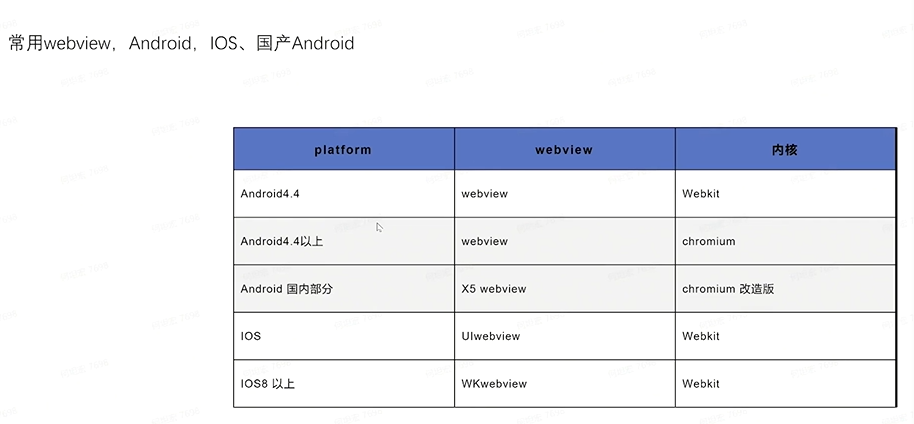 常用webview，Android，IOS、国产Android
platform webview 内核
Android4.4 webview Webkit
Android4.4以上 webview chromium
Android 国内部分 X5 webview chromium 改造版
IOS UIwebview Webkit
IOS8 以上 WKwebview Webkit